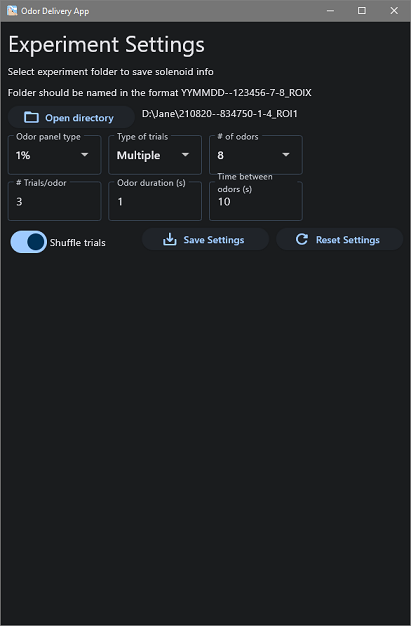 Odor Delivery App
Experiment Settings
Select experiment folder to save solenoid info
Folder should be named in the format YYMMDD--123456-7-8_ROIX
Open directory
D:\Jane\210820--834750-1-4_ROI1
Odor panel type
Type of trials
# of odors
1%
Multiple
8
# Trials/odor
Odor duration (s)
Time between
odors (s)
3
1
10
Shuffle trials
Save Settings
Reset Settings